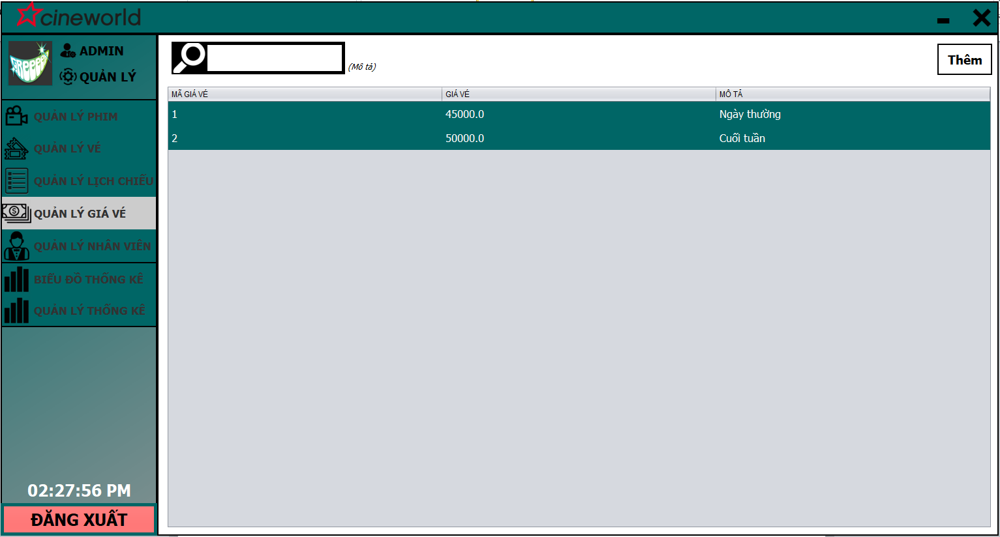 cineworld
GREEEEN
ADMIN
QUẢN LÝ
QUẢN LÝ PHIM
QUẢN LÝ VÉ
QUẢN LÝ LỊCH CHIẾU
QUẢN LÝ GIÁ VÉ
QUẢN LÝ NHÂN VIÊN
BIỂU ĐỒ THỐNG KÊ
QUẢN LÝ THỐNG KÊ
02:27:56 PM
ĐĂNG XUẤT
(Mô tả)
Thêm
MÃ GIÁ VÉ GIÁ VÉ MÔ TẢ
1 45000.0 Ngày thường
2 50000.0 Cuối tuần